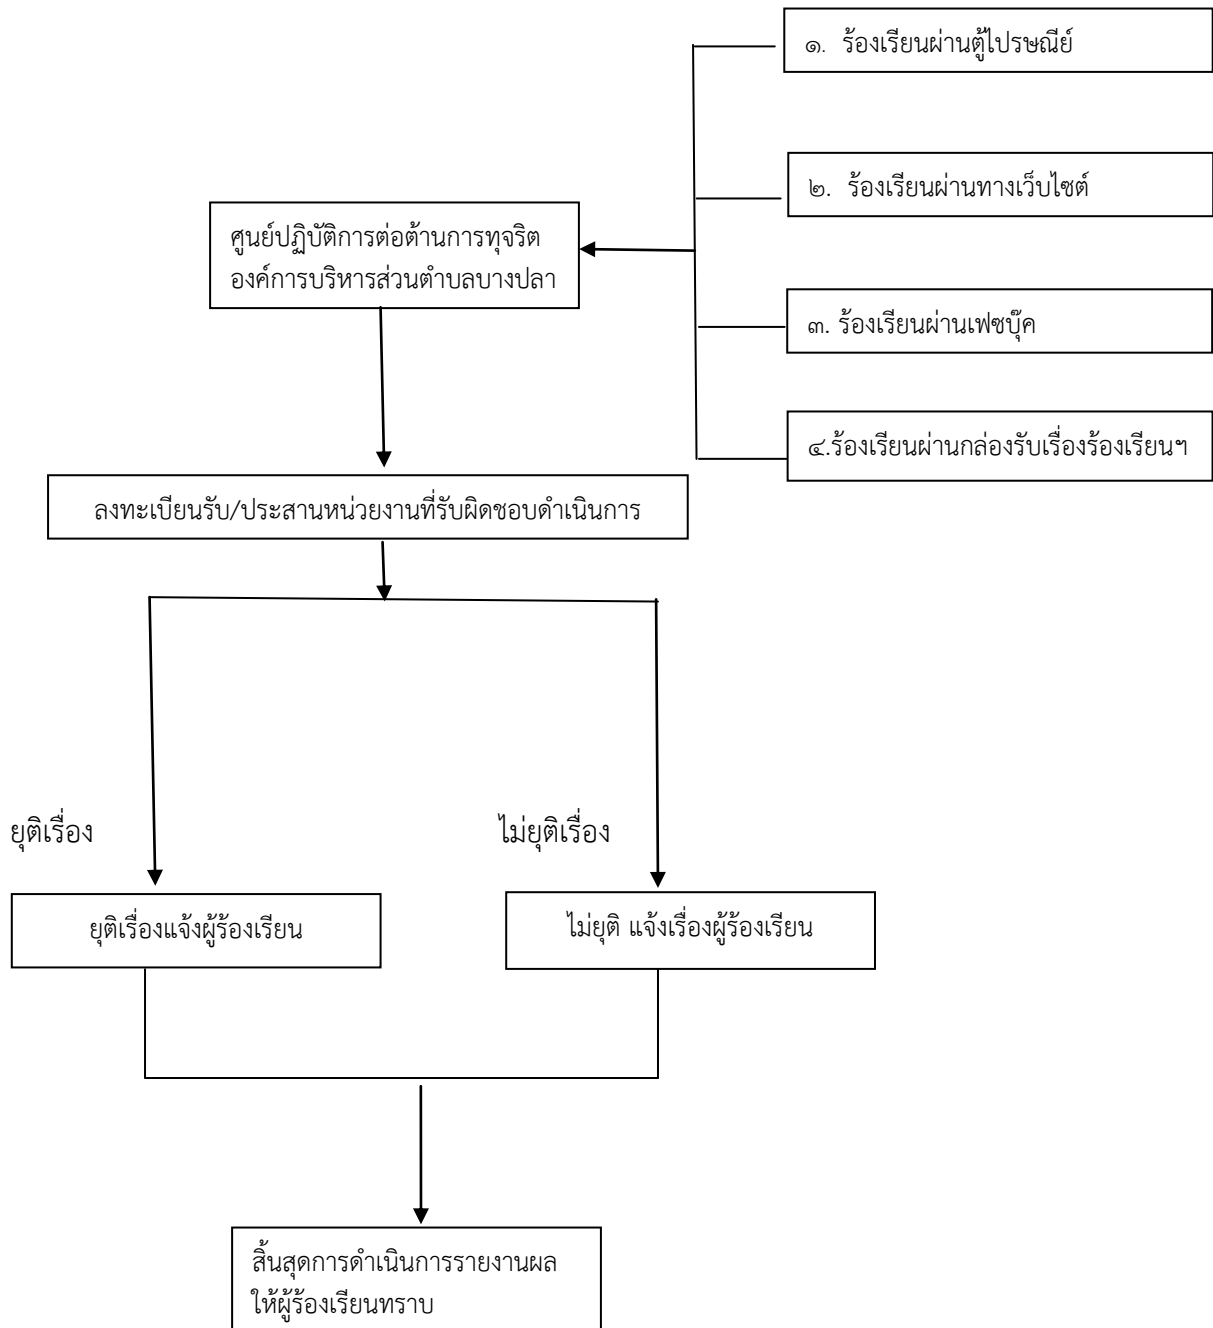 ๑. ร้องเรียนผ่านตู้ไปรษณีย์
๒. ร้องเรียนผ่านทางเว็บไซต์
ศูนย์ปฏิบัติการต่อต้านการทุจริต
องค์การบริหารส่วนตำบลบางปลา
๓. ร้องเรียนผ่านเฟซบุ๊ค
๔.ร้องเรียนผ่านกล่องรับเรื่องร้องเรียนฯ
ลงทะเบียนรับ/ประสานหน่วยงานที่รับผิดชอบดำเนินการ
ยุติเรื่อง
ไม่ยุติเรื่อง
ยุติเรื่องแจ้งผู้ร้องเรียน
ไม่ยุติ แจ้งเรื่องผู้ร้องเรียน
สิ้นสุดการดำเนินการรายงานผล
ให้ผู้ร้องเรียนทราบ